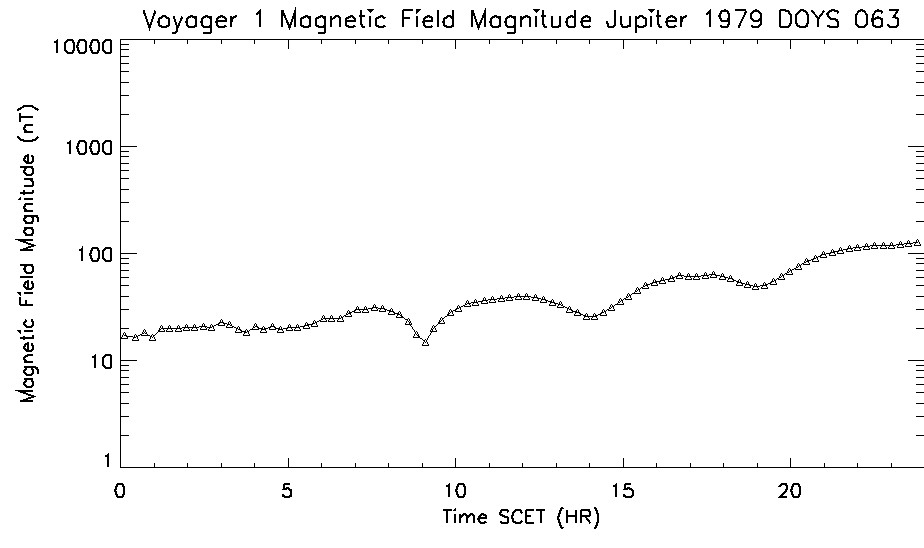 Voyager 1 Magnetic Field Magnitude Jupiter 1979 DOYS 063
Magnetic Field Magnitude (nT)
10000
1000
100
10
1
0 5 10 15 20
Time SCET (HR)